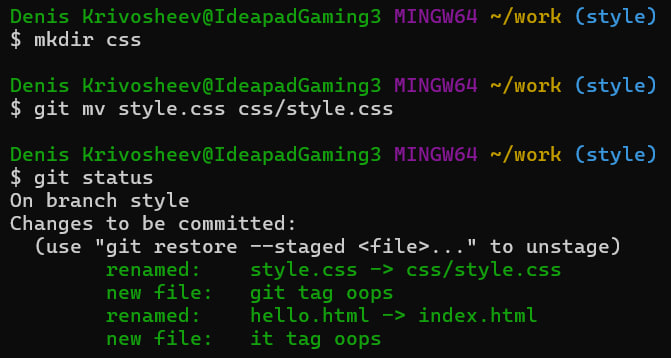 Denis Krivosheev@IdeapadGaming3 MINGW64 ~/work (style)
$ mkdir css
Denis Krivosheev@IdeapadGaming3 MINGW64 ~/work (style)
$ git mv style.css css/style.css
Denis Krivosheev@IdeapadGaming3 MINGW64 ~/work (style)
$ git status
On branch style
Changes to be committed:
  (use "git restore --staged <file>..." to unstage)
        renamed:    style.css -> css/style.css
        new file:   git tag oops
        renamed:    hello.html -> index.html
        new file:   it tag oops